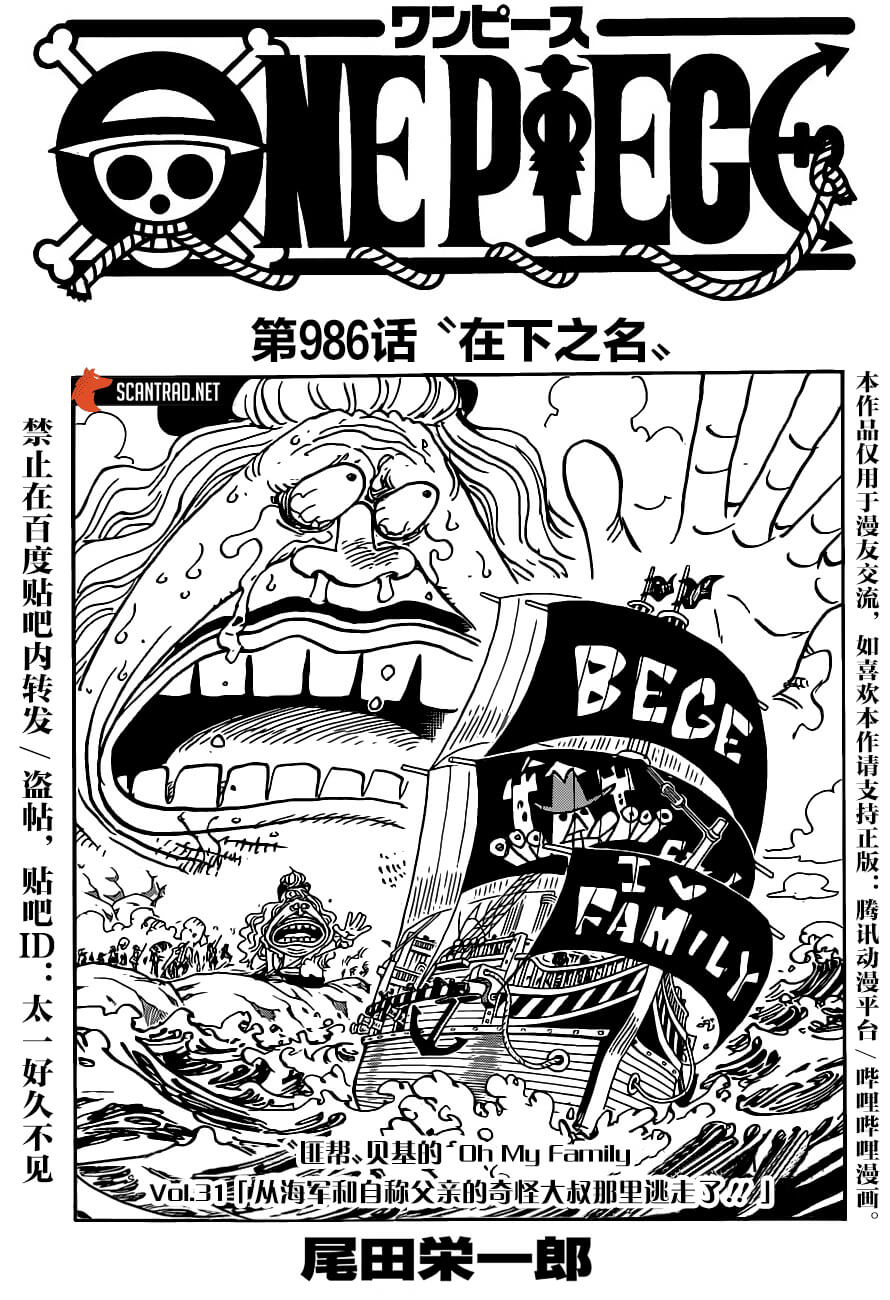 ワンピース
ONE PIECE
第986话〝在下之名〟
SCANTRAD.NET
本作品仅用于漫友交流，如喜欢本作请支持正版：腾讯动漫平台/哔哩哔哩漫画。
禁止在百度贴吧内转发/盗帖，贴吧ID：太一好久不见
BEGE
I
FAMILY
〝匪帮〟贝基的 Oh My Family
Vol.31「从海军和自称父亲的奇怪大叔那里逃走了!!」
尾田栄一郎